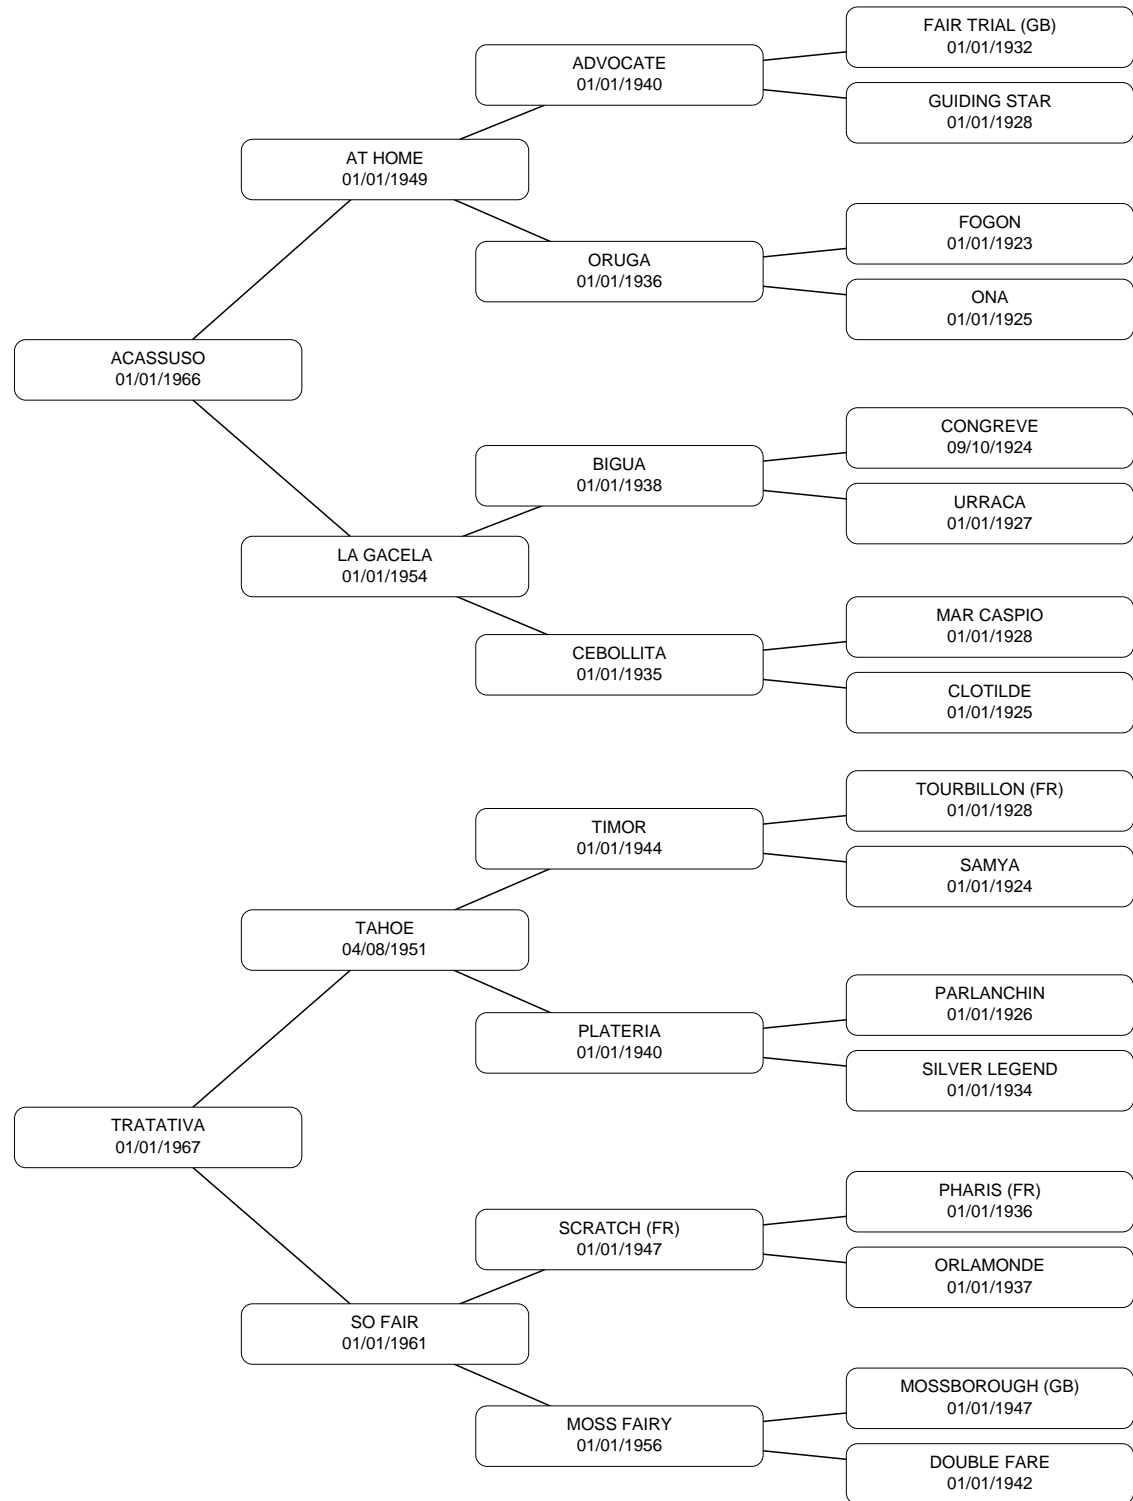 FAIR TRIAL (GB)
01/01/1932
ADVOCATE
01/01/1940
GUIDING STAR
01/01/1928
AT HOME
01/01/1949
FOGON
01/01/1923
ORUGA
01/01/1936
ONA
01/01/1925
ACASSUSO
01/01/1966
CONGREVE
09/10/1924
BIGUA
01/01/1938
URRACA
01/01/1927
LA GACELA
01/01/1954
MAR CASPIO
01/01/1928
CEBOLLITA
01/01/1935
CLOTILDE
01/01/1925
TOURBILLON (FR)
01/01/1928
TIMOR
01/01/1944
SAMYA
01/01/1924
TAHOE
04/08/1951
PARLANCHIN
01/01/1926
PLATERIA
01/01/1940
SILVER LEGEND
01/01/1934
TRATATIVA
01/01/1967
PHARIS (FR)
01/01/1936
SCRATCH (FR)
01/01/1947
ORLAMONDE
01/01/1937
SO FAIR
01/01/1961
MOSSBOROUGH (GB)
01/01/1947
MOSS FAIRY
01/01/1956
DOUBLE FARE
01/01/1942